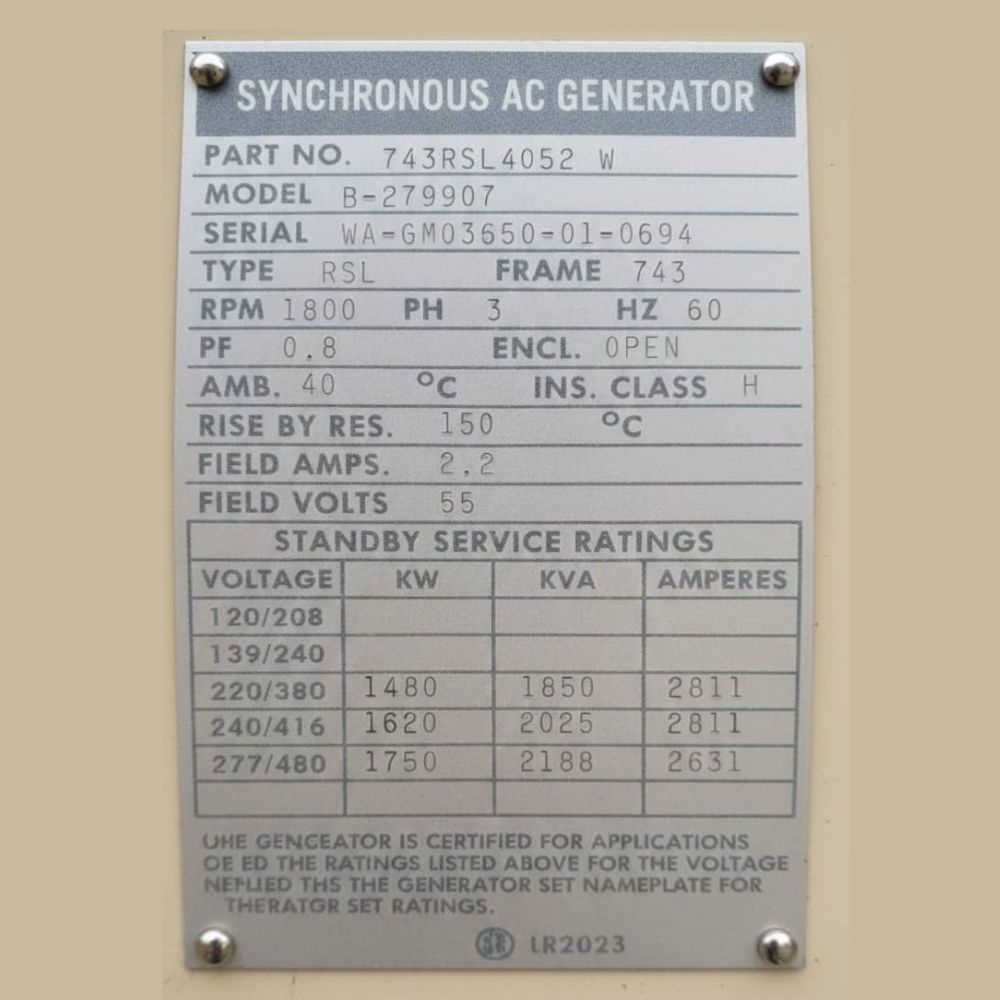 SYNCHRONOUS AC GENERATOR
PART NO. 743RSL4052 W
MODEL B-279907
SERIAL WA-GM03650-01-0694
TYPE RSL FRAME 743
RPM 1800 PH 3 HZ 60
PF 0.8 ENCL. OPEN
AMB. 40 °C INS. CLASS H
RISE BY RES. 150 °C
FIELD AMPS. 2.2
FIELD VOLTS 55
STANDBY SERVICE RATINGS
VOLTAGE KW KVA AMPERES
120/208
139/240
220/380 1480 1850 2811
240/416 1620 2025 2811
277/480 1750 2188 2631
GENCEATOR IS CERTIFIED FOR APPLICATIONS
ED THE RATINGS LISTED ABOVE FOR THE VOLTAGE
THS THE GENERATOR SET NAMEPLATE FOR
THERATGR SET RATINGS.
LR2023